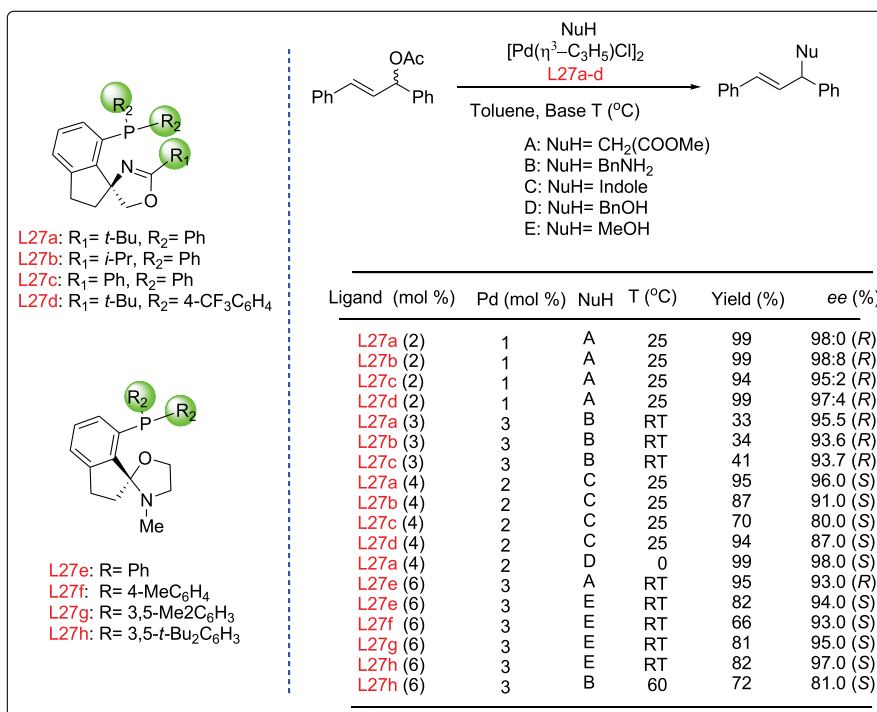 R₂
P
R₂
R₁
N
O
L27a: R₁= t-Bu, R₂= Ph
L27b: R₁= i-Pr, R₂= Ph
L27c: R₁= Ph, R₂= Ph
L27d: R₁= t-Bu, R₂= 4-CF₃C₆H₄
R₂
P
R₂
O
N
Me
L27e: R= Ph
L27f: R= 4-MeC₆H₄
L27g: R= 3,5-Me2C₆H₃
L27h: R= 3,5-t-Bu₂C₆H₃
OAc
Ph Ph
NuH
[Pd(η³–C₃H₅)Cl]₂
L27a-d
Toluene, Base T (°C)
Nu
Ph Ph
A: NuH= CH₂(COOMe)
B: NuH= BnNH₂
C: NuH= Indole
D: NuH= BnOH
E: NuH= MeOH
Ligand (mol %) Pd (mol %) NuH T (°C) Yield (%) ee (%)
L27a (2) 1 A 25 99 98:0 (R)
L27b (2) 1 A 25 99 98:8 (R)
L27c (2) 1 A 25 94 95:2 (R)
L27d (2) 1 A 25 99 97:4 (R)
L27a (3) 3 B RT 33 95.5 (R)
L27b (3) 3 B RT 34 93.6 (R)
L27c (3) 3 B RT 41 93.7 (R)
L27a (4) 2 C 25 95 96.0 (S)
L27b (4) 2 C 25 87 91.0 (S)
L27c (4) 2 C 25 70 80.0 (S)
L27d (4) 2 C 25 94 87.0 (S)
L27a (4) 2 D 0 99 98.0 (S)
L27e (6) 3 A RT 95 93.0 (R)
L27e (6) 3 E RT 82 94.0 (S)
L27f (6) 3 E RT 66 93.0 (S)
L27g (6) 3 E RT 81 95.0 (S)
L27h (6) 3 E RT 82 97.0 (S)
L27h (6) 3 B 60 72 81.0 (S)